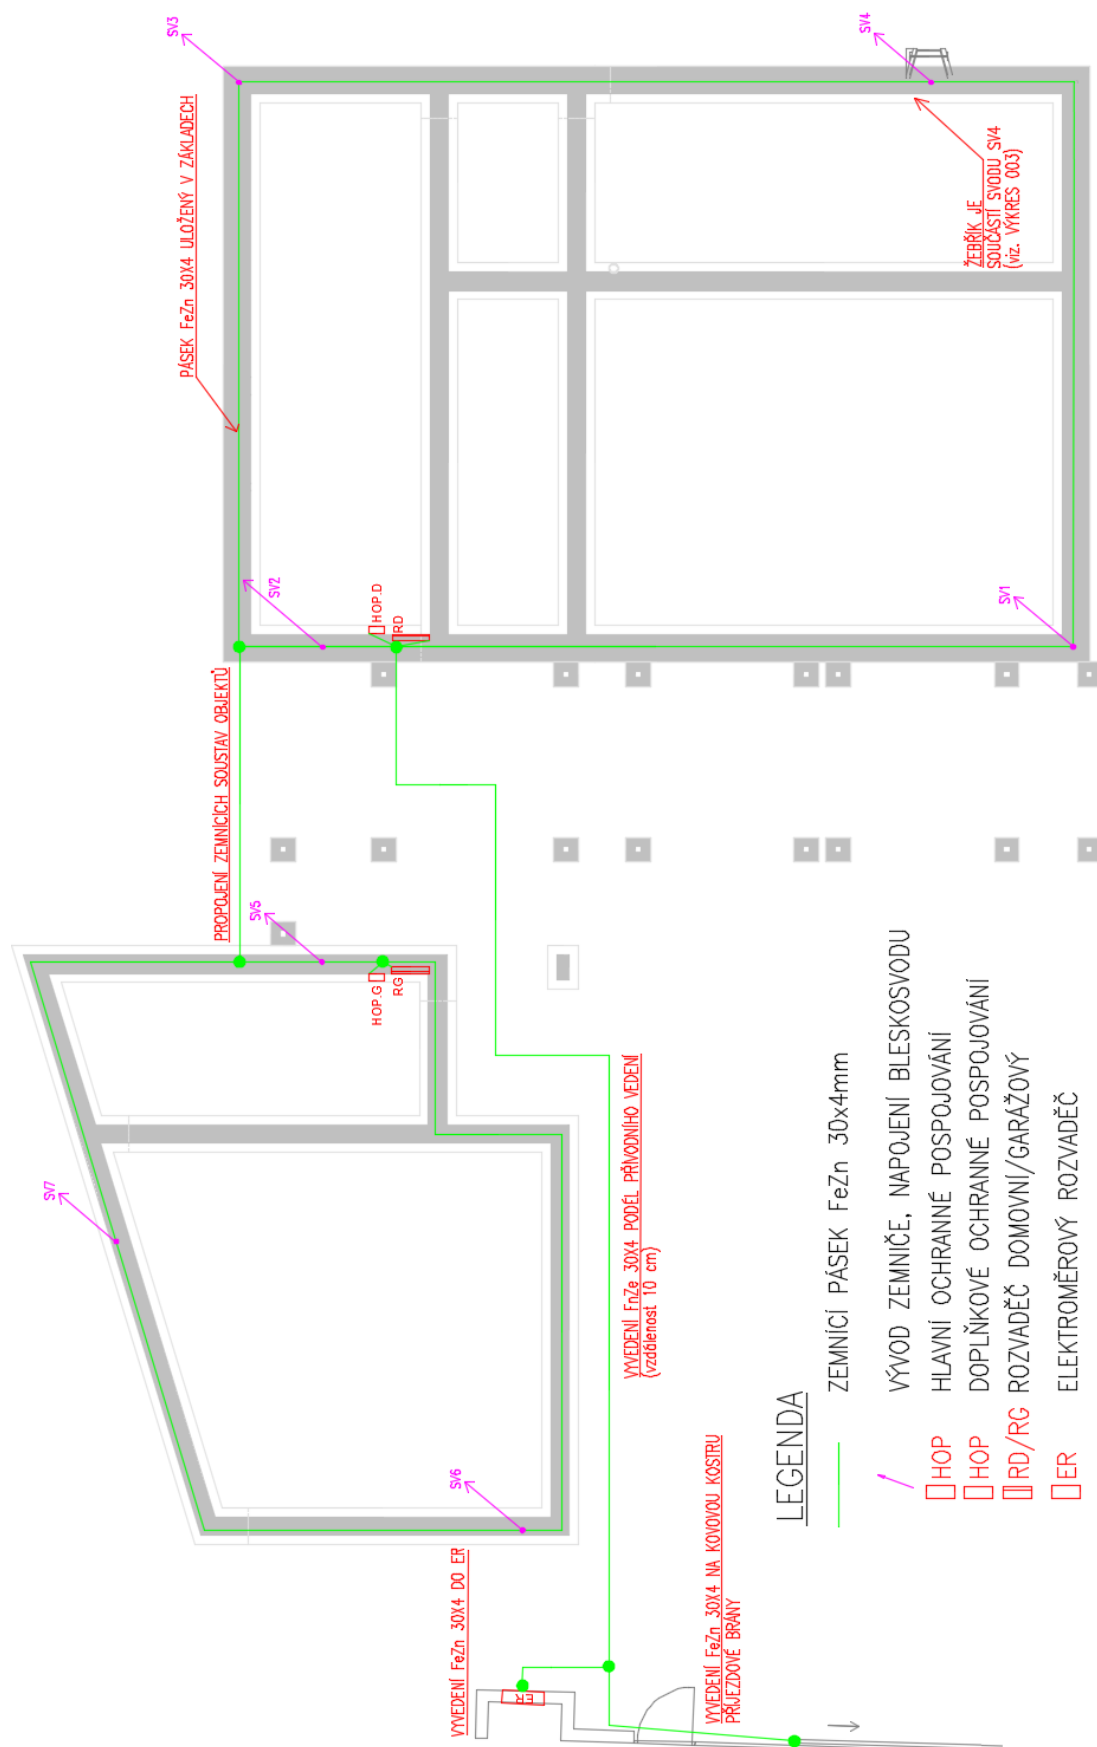 SV3
SV4
PÁSEK FeZn 30X4 ULOŽENÝ V ZÁKLADECH
ŽEBŘÍK JE
SOUČÁSTÍ SVODU SV4
(viz. VÝKRES 003)
SV2
HOP.D
RD
SV1
PROPOJENÍ ZEMNÍCÍCH SOUSTAV OBJEKTŮ
SV5
HOP.G
RG
SV7
VYVEDENÍ FnZe 30X4 PODÉL PŘÍVODNÍHO VEDENÍ
(vzdálenost 10 cm)
SV6
VYVEDENÍ FeZn 30X4 DO ER
ER
VYVEDENÍ FeZn 30X4 NA KOVOVOU KOSTRU
PŘÍJEZDOVÉ BRÁNY
LEGENDA
ZEMNÍCÍ PÁSEK FeZn 30x4mm
VÝVOD ZEMNIČE, NAPOJENÍ BLESKOSVODU
HOP HLAVNÍ OCHRANNÉ POSPOJOVÁNÍ
HOP DOPLŇKOVÉ OCHRANNÉ POSPOJOVÁNÍ
RD/RG ROZVADĚČ DOMOVNÍ/GARÁŽOVÝ
ER ELEKTROMĚROVÝ ROZVADĚČ